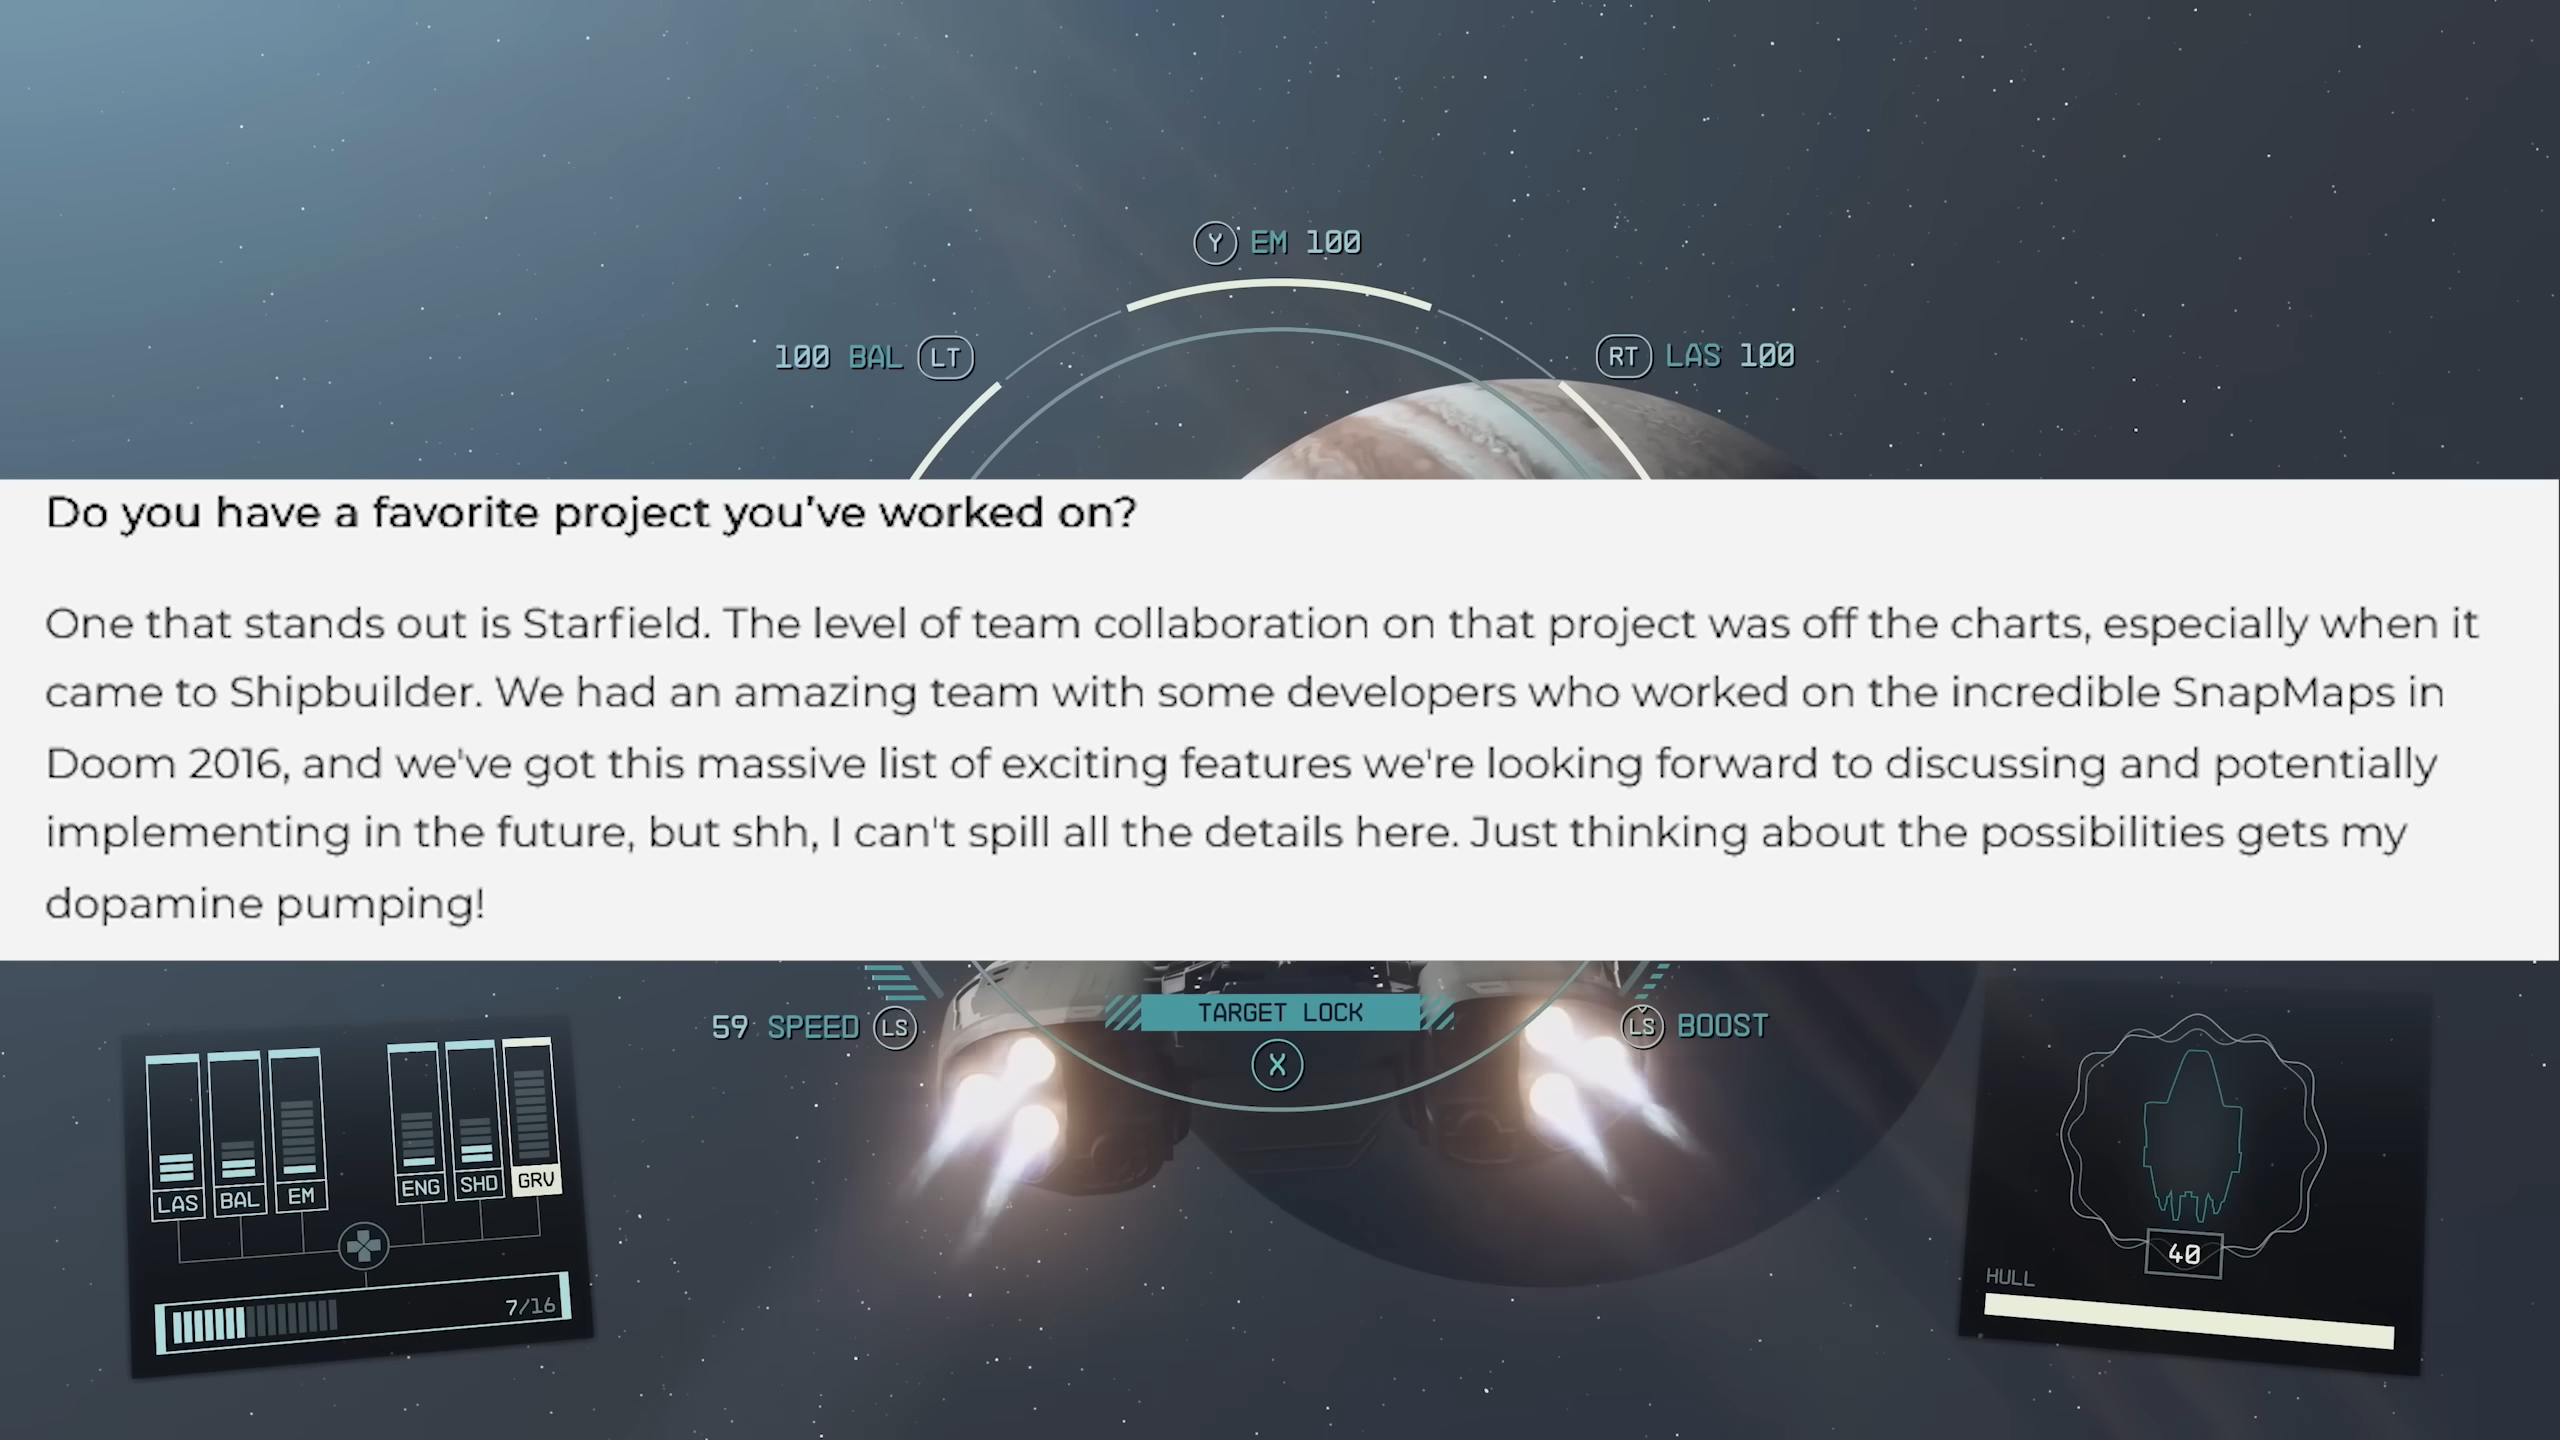 Y EM 100
100 BAL LT
RT LAS 100
Do you have a favorite project you've worked on?
One that stands out is Starfield. The level of team collaboration on that project was off the charts, especially when it
came to Shipbuilder. We had an amazing team with some developers who worked on the incredible SnapMaps in
Doom 2016, and we've got this massive list of exciting features we're looking forward to discussing and potentially
implementing in the future, but shh, I can't spill all the details here. Just thinking about the possibilities gets my
dopamine pumping!
59 SPEED LS
TARGET LOCK
X
LS BOOST
LAS BAL EM ENG SHD GRV
7/16
40
HULL